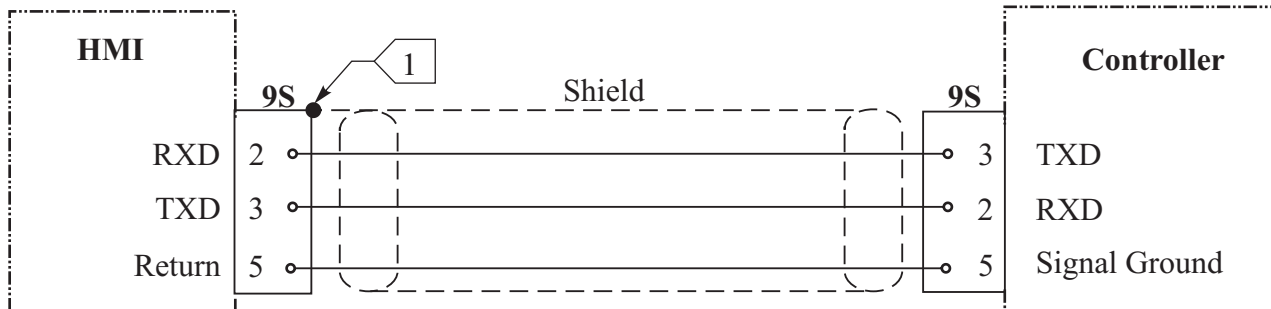 HMI
1
Controller
9S
Shield
9S
RXD 2
3 TXD
TXD 3
2 RXD
Return 5
5 Signal Ground